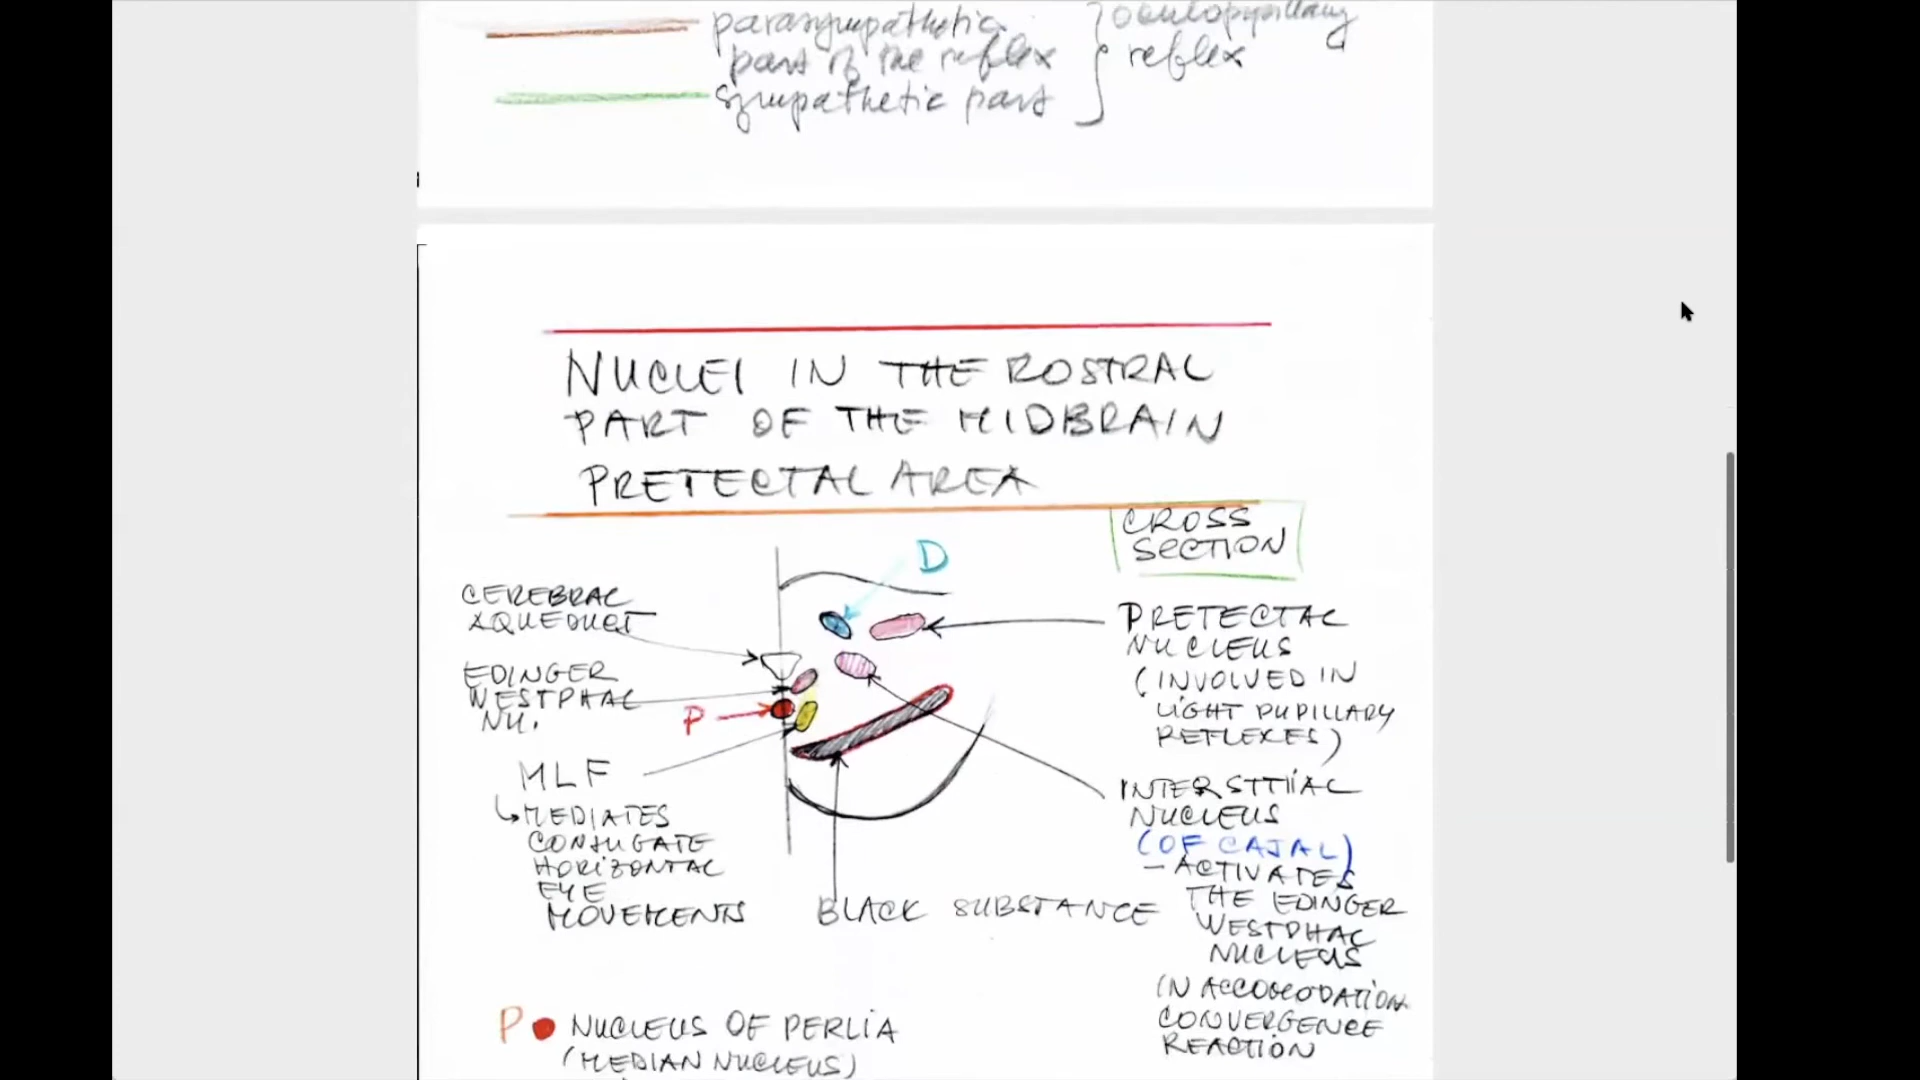 parasympathetic
part of the reflex
sympathetic part
oculopupillary
reflex
NUCLEI IN THE ROSTRAL
PART OF THE MIDBRAIN
PRETECTAL AREA
CROSS
SECTION
D
CEREBRAL
AQUEDUCT
EDINGER
WESTPHAL
NU.
P
MLF
MEDIATES
CONJUGATE
HORIZONTAL
EYE
MOVEMENTS
BLACK SUBSTANCE
PRETECTAL
NUCLEUS
(INVOLVED IN
LIGHT PUPILLARY
REFLEXES)
INTERSTIIAL
NUCLEUS
(OF CAJAL)
- ACTIVATES
THE EDINGER
WESTPHAL
NUCLEUS
IN ACCOMODATION
CONVERGENCE
REACTION
P NUCLEUS OF PERLIA
(MEDIAN NUCLEUS)